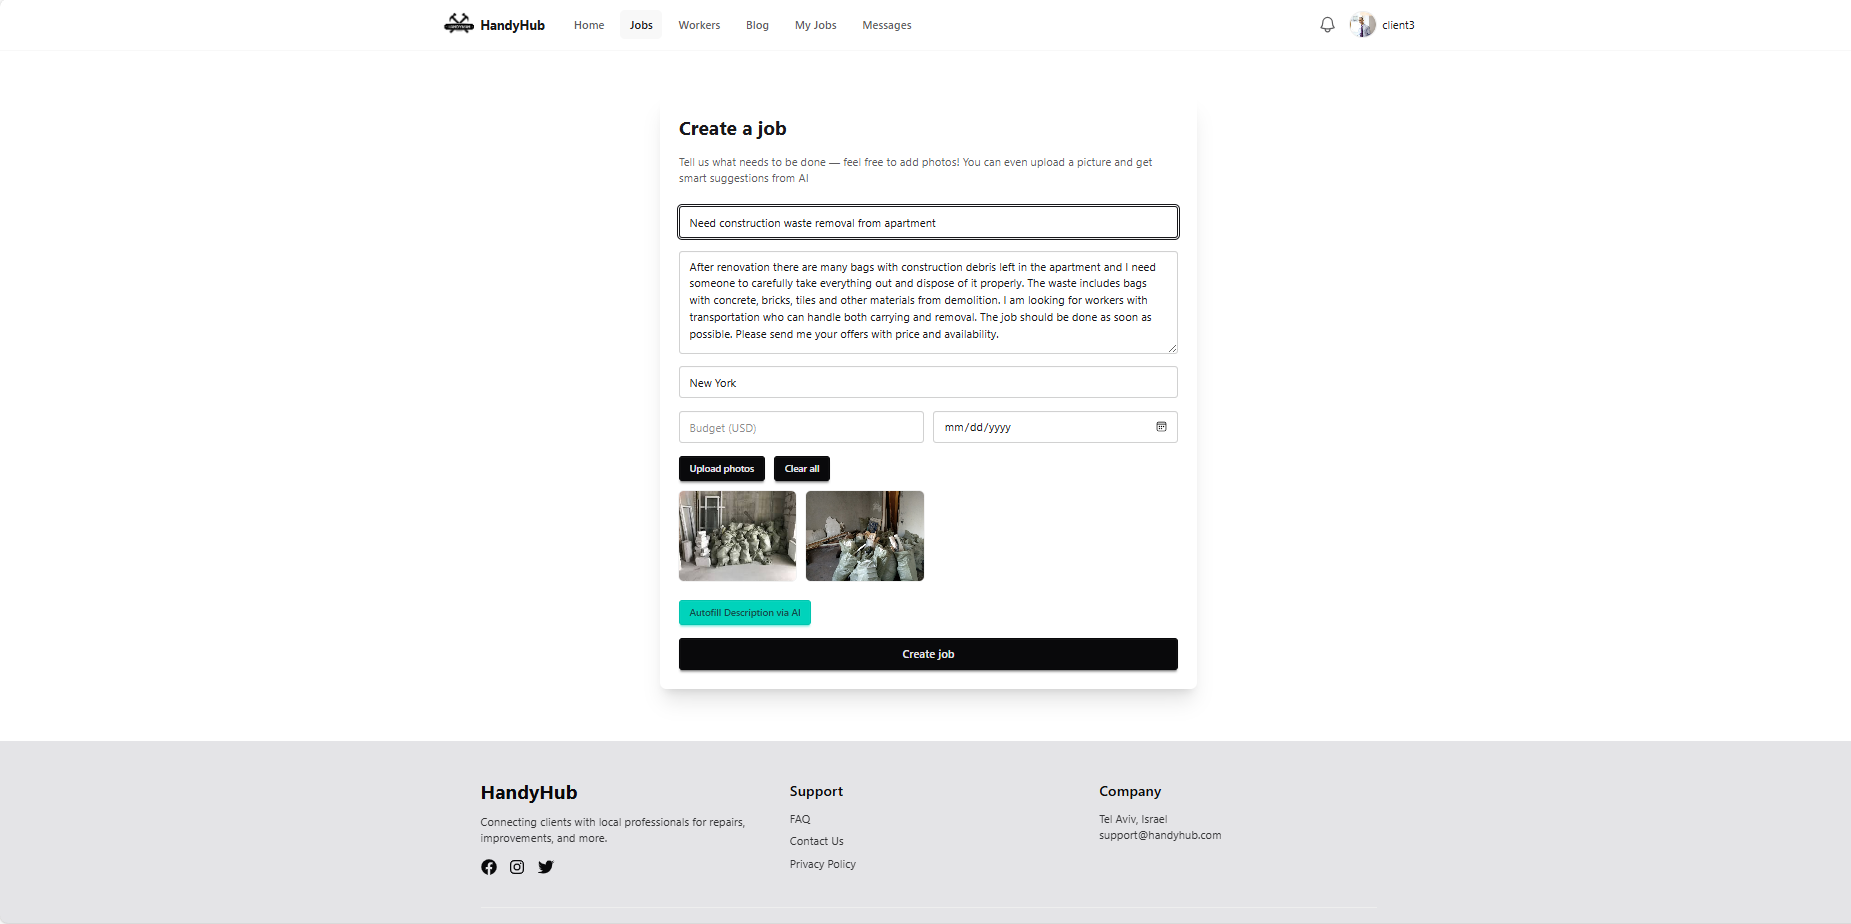 HandyHub
Home
Jobs
Workers
Blog
My Jobs
Messages
client3
Create a job
Tell us what needs to be done — feel free to add photos! You can even upload a picture and get
smart suggestions from AI
Need construction waste removal from apartment
After renovation there are many bags with construction debris left in the apartment and I need
someone to carefully take everything out and dispose of it properly. The waste includes bags
with concrete, bricks, tiles and other materials from demolition. I am looking for workers with
transportation who can handle both carrying and removal. The job should be done as soon as
possible. Please send me your offers with price and availability.
New York
Budget (USD)
mm/dd/yyyy
Upload photos
Clear all
Autofill Description via AI
Create job
HandyHub
Connecting clients with local professionals for repairs,
improvements, and more.
Support
FAQ
Contact Us
Privacy Policy
Company
Tel Aviv, Israel
support@handyhub.com